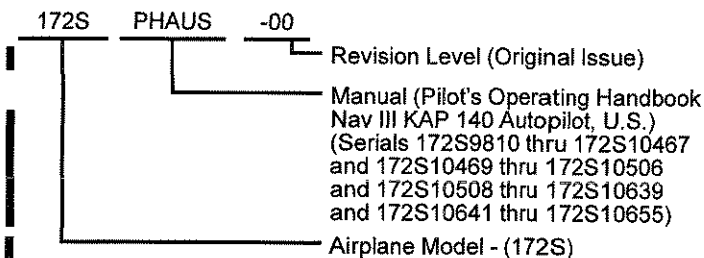 172S PHAUS -00
Revision Level (Original Issue)
Manual (Pilot's Operating Handbook
Nav III KAP 140 Autopilot, U.S.)
(Serials 172S9810 thru 172S10467
and 172S10469 thru 172S10506
and 172S10508 thru 172S10639
and 172S10641 thru 172S10655)
Airplane Model - (172S)